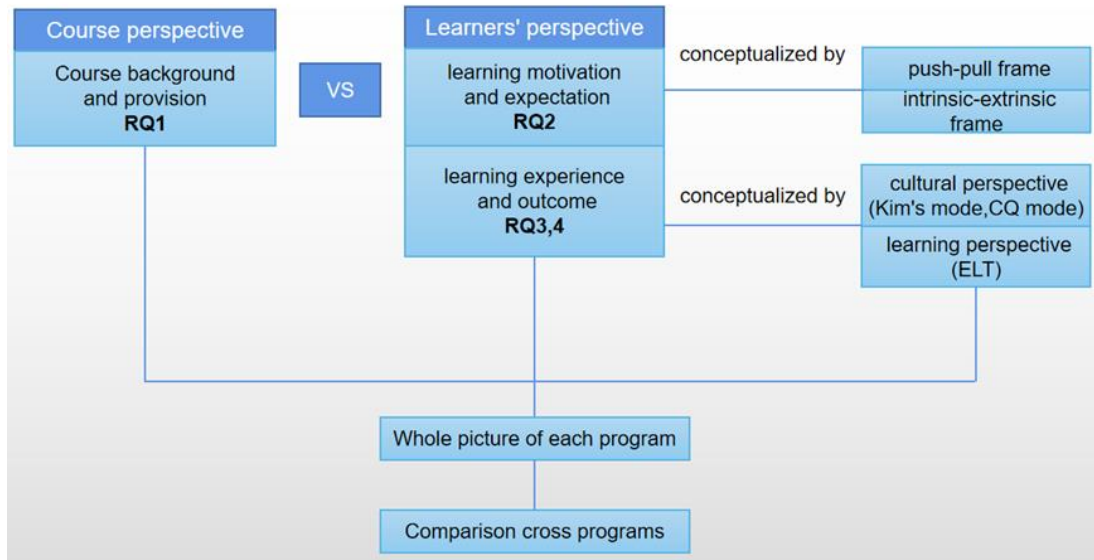 Course perspective
Course background
and provision
RQ1
VS
Learners' perspective
learning motivation
and expectation
RQ2
learning experience
and outcome
RQ3,4
conceptualized by
push-pull frame
intrinsic-extrinsic
frame
conceptualized by
cultural perspective
(Kim's mode,CQ mode)
learning perspective
(ELT)
Whole picture of each program
Comparison cross programs